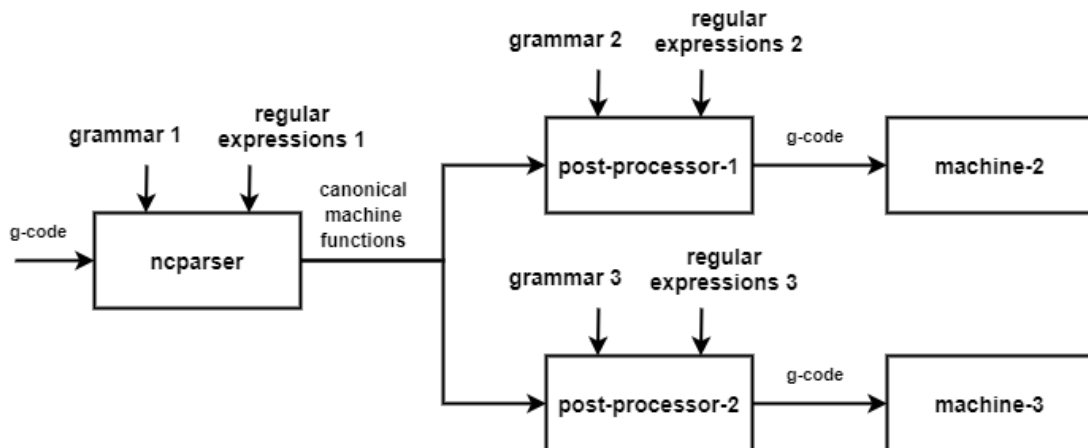 grammar 2
regular
expressions 2
grammar 1
regular
expressions 1
g-code
ncparser
canonical
machine
functions
post-processor-1
g-code
machine-2
grammar 3
regular
expressions 3
post-processor-2
g-code
machine-3